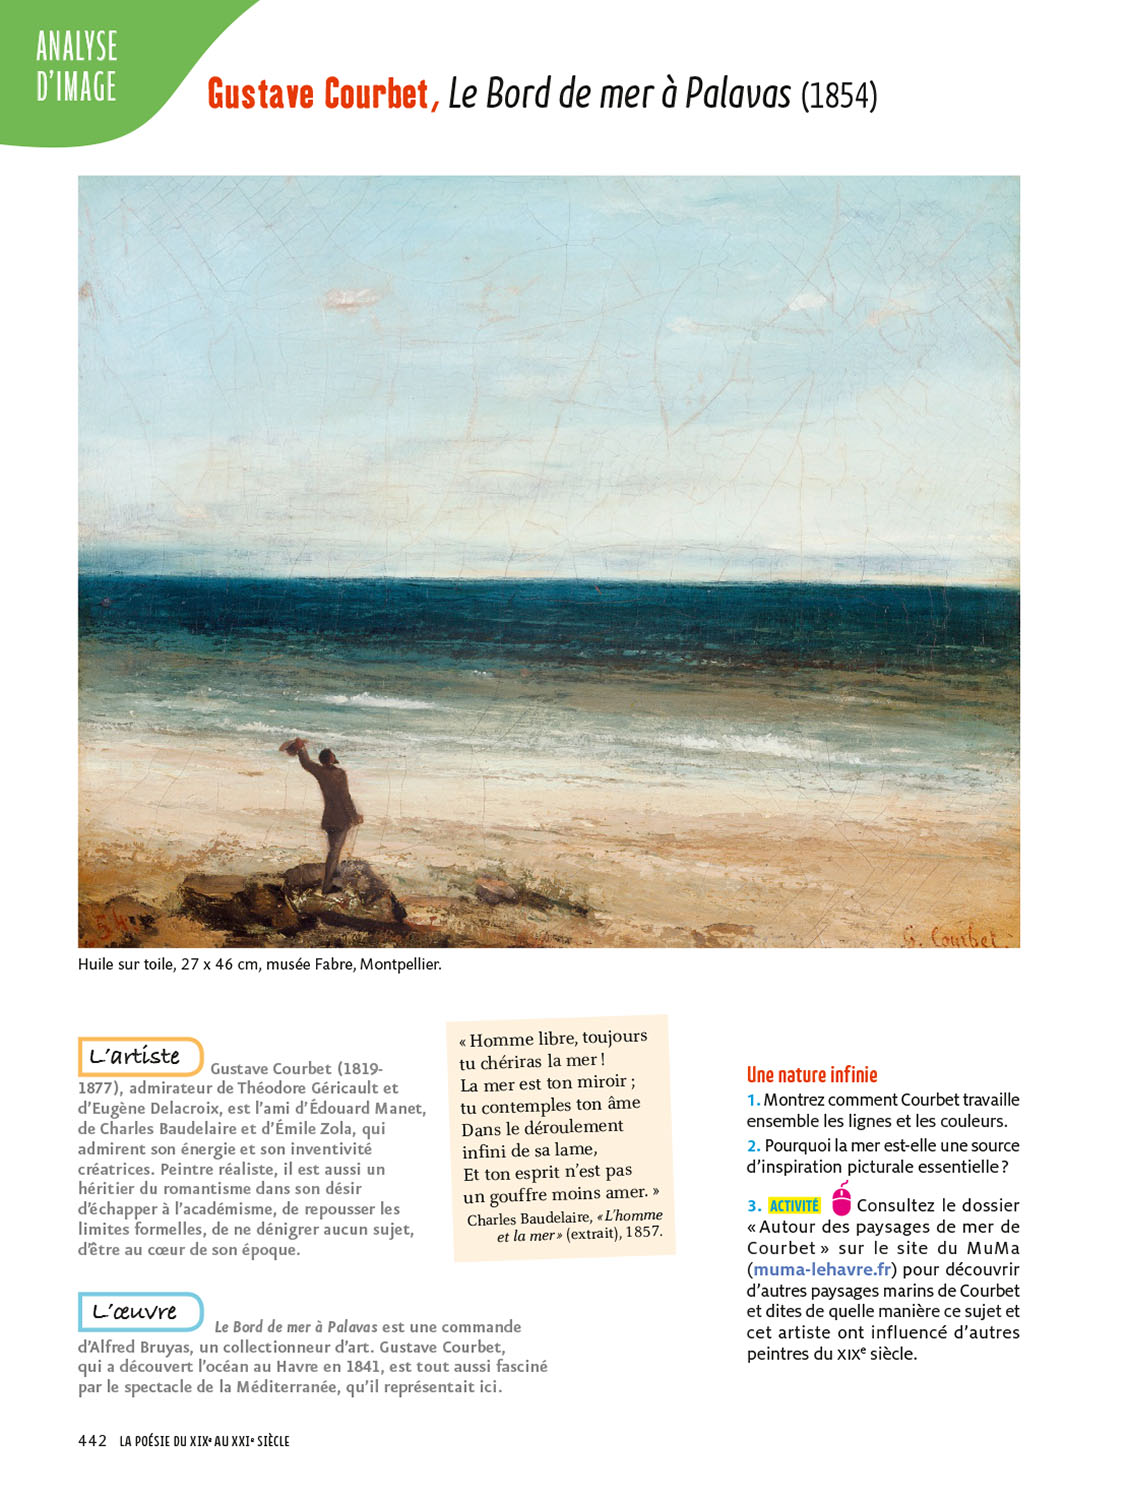 ANALYSE
D'IMAGE
Gustave Courbet, Le Bord de mer à Palavas (1854)
54
G. Courbet.
Huile sur toile, 27 x 46 cm, musée Fabre, Montpellier.
L'artiste
Gustave Courbet (1819-
1877), admirateur de Théodore Géricault et
d'Eugène Delacroix, est l'ami d'Édouard Manet,
de Charles Baudelaire et d'Émile Zola, qui
admirent son énergie et son inventivité
créatrices. Peintre réaliste, il est aussi un
héritier du romantisme dans son désir
d'échapper à l'académisme, de repousser les
limites formelles, de ne dénigrer aucun sujet,
d'être au cœur de son époque.
L'œuvre
Le Bord de mer à Palavas est une commande
d'Alfred Bruyas, un collectionneur d'art. Gustave Courbet,
qui a découvert l'océan au Havre en 1841, est tout aussi fasciné
par le spectacle de la Méditerranée, qu'il représentait ici.
« Homme libre, toujours
tu chériras la mer !
La mer est ton miroir ;
tu contemples ton âme
Dans le déroulement
infini de sa lame,
Et ton esprit n'est pas
un gouffre moins amer. »
Charles Baudelaire, « L'homme
et la mer » (extrait), 1857.
Une nature infinie
1. Montrez comment Courbet travaille
ensemble les lignes et les couleurs.
2. Pourquoi la mer est-elle une source
d'inspiration picturale essentielle ?
3. ACTIVITÉ Consultez le dossier
« Autour des paysages de mer de
Courbet » sur le site du MuMa
(muma-lehavre.fr) pour découvrir
d'autres paysages marins de Courbet
et dites de quelle manière ce sujet et
cet artiste ont influencé d'autres
peintres du XIXe siècle.
442 LA POÉSIE DU XIXe AU XXIe SIÈCLE